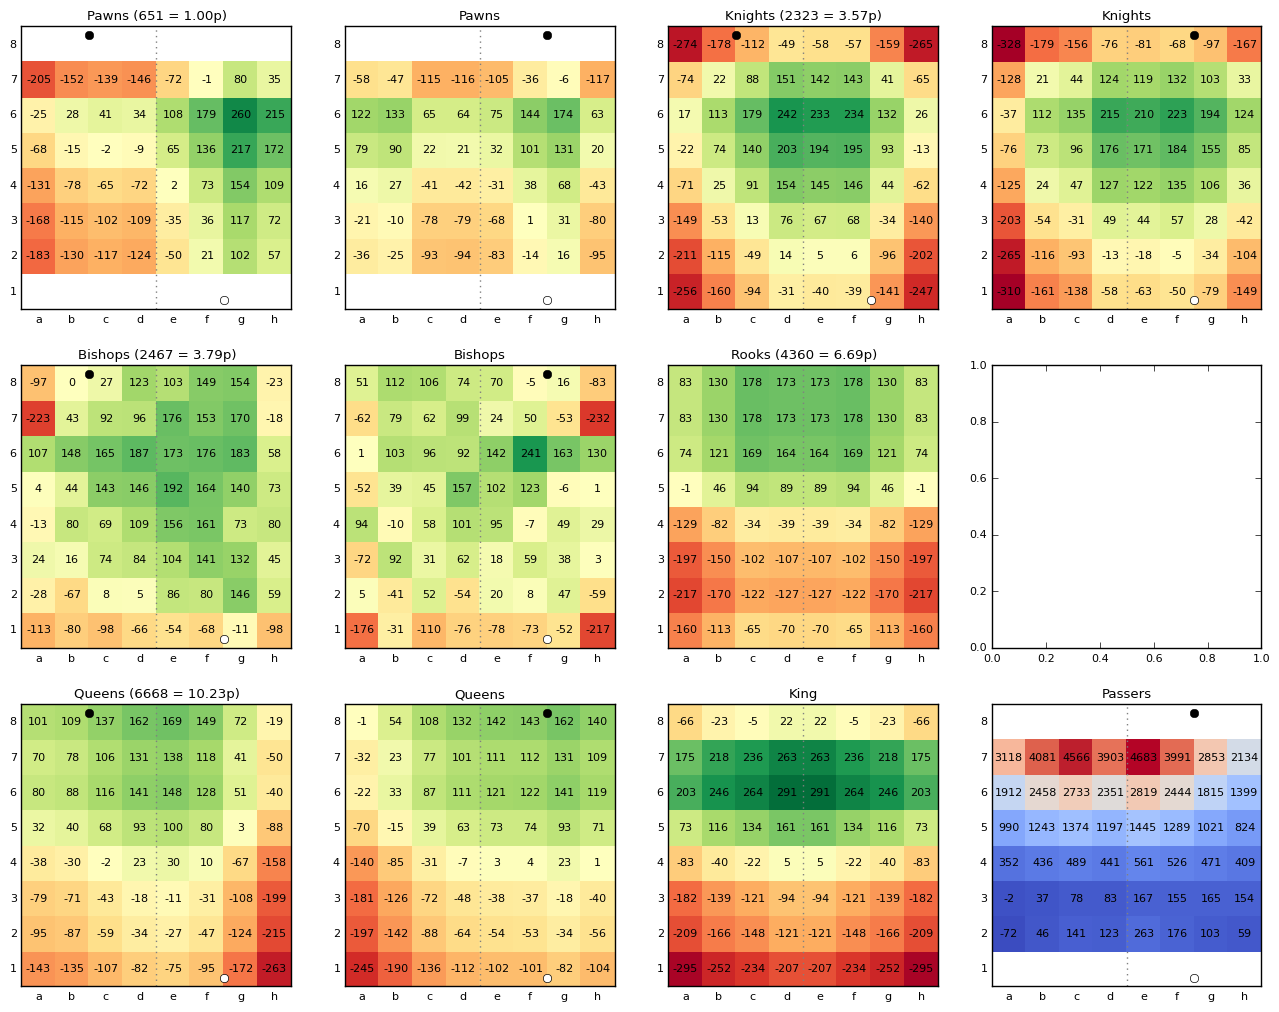 Pawns (651 = 1.00p)
8
7 -205 -152 -139 -146 -72 -1 80 35
6 -25 28 41 34 108 179 260 215
5 -68 -15 -2 -9 65 136 217 172
4 -131 -78 -65 -72 2 73 154 109
3 -168 -115 -102 -109 -35 36 117 72
2 -183 -130 -117 -124 -50 21 102 57
1
a b c d e f g h
Pawns
8
7 -58 -47 -115 -116 -105 -36 -6 -117
6 122 133 65 64 75 144 174 63
5 79 90 22 21 32 101 131 20
4 16 27 -41 -42 -31 38 68 -43
3 -21 -10 -78 -79 -68 1 31 -80
2 -36 -25 -93 -94 -83 -14 16 -95
1
a b c d e f g h
Knights (2323 = 3.57p)
8 -274 -178 -112 -49 -58 -57 -159 -265
7 -74 22 88 151 142 143 41 -65
6 17 113 179 242 233 234 132 26
5 -22 74 140 203 194 195 93 -13
4 -71 25 91 154 145 146 44 -62
3 -149 -53 13 76 67 68 -34 -140
2 -211 -115 -49 14 5 6 -96 -202
1 -256 -160 -94 -31 -40 -39 -141 -247
a b c d e f g h
Knights
8 -328 -179 -156 -76 -81 -68 -97 -167
7 -128 21 44 124 119 132 103 33
6 -37 112 135 215 210 223 194 124
5 -76 73 96 176 171 184 155 85
4 -125 24 47 127 122 135 106 36
3 -203 -54 -31 49 44 57 28 -42
2 -265 -116 -93 -13 -18 -5 -34 -104
1 -310 -161 -138 -58 -63 -50 -79 -149
a b c d e f g h
Bishops (2467 = 3.79p)
8 -97 0 27 123 103 149 154 -23
7 -223 43 92 96 176 153 170 -18
6 107 148 165 187 173 176 183 58
5 4 44 143 146 192 164 140 73
4 -13 80 69 109 156 161 73 80
3 24 16 74 84 104 141 132 45
2 -28 -67 8 5 86 80 146 59
1 -113 -80 -98 -66 -54 -68 -11 -98
a b c d e f g h
Bishops
8 51 112 106 74 70 -5 16 -83
7 -62 79 62 99 24 50 -53 -232
6 1 103 96 92 142 241 163 130
5 -52 39 45 157 102 123 -6 1
4 94 -10 58 101 95 -7 49 29
3 -72 92 31 62 18 59 38 3
2 5 -41 52 -54 20 8 47 -59
1 -176 -31 -110 -76 -78 -73 -52 -217
a b c d e f g h
Rooks (4360 = 6.69p)
8 83 130 178 173 173 178 130 83
7 83 130 178 173 173 178 130 83
6 74 121 169 164 164 169 121 74
5 -1 46 94 89 89 94 46 -1
4 -129 -82 -34 -39 -39 -34 -82 -129
3 -197 -150 -102 -107 -107 -102 -150 -197
2 -217 -170 -122 -127 -127 -122 -170 -217
1 -160 -113 -65 -70 -70 -65 -113 -160
a b c d e f g h
1.0
0.8
0.6
0.4
0.2
0.0
0.0 0.2 0.4 0.6 0.8 1.0
Queens (6668 = 10.23p)
8 101 109 137 162 169 149 72 -19
7 70 78 106 131 138 118 41 -50
6 80 88 116 141 148 128 51 -40
5 32 40 68 93 100 80 3 -88
4 -38 -30 -2 23 30 10 -67 -158
3 -79 -71 -43 -18 -11 -31 -108 -199
2 -95 -87 -59 -34 -27 -47 -124 -215
1 -143 -135 -107 -82 -75 -95 -172 -263
a b c d e f g h
Queens
8 -1 54 108 132 142 143 162 140
7 -32 23 77 101 111 112 131 109
6 -22 33 87 111 121 122 141 119
5 -70 -15 39 63 73 74 93 71
4 -140 -85 -31 -7 3 4 23 1
3 -181 -126 -72 -48 -38 -37 -18 -40
2 -197 -142 -88 -64 -54 -53 -34 -56
1 -245 -190 -136 -112 -102 -101 -82 -104
a b c d e f g h
King
8 -66 -23 -5 22 22 -5 -23 -66
7 175 218 236 263 263 236 218 175
6 203 246 264 291 291 264 246 203
5 73 116 134 161 161 134 116 73
4 -83 -40 -22 5 5 -22 -40 -83
3 -182 -139 -121 -94 -94 -121 -139 -182
2 -209 -166 -148 -121 -121 -148 -166 -209
1 -295 -252 -234 -207 -207 -234 -252 -295
a b c d e f g h
Passers
8
7 3118 4081 4566 3903 4683 3991 2853 2134
6 1912 2458 2733 2351 2819 2444 1815 1399
5 990 1243 1374 1197 1445 1289 1021 824
4 352 436 489 441 561 526 471 409
3 -2 37 78 83 167 155 165 154
2 -72 46 141 123 263 176 103 59
1
a b c d e f g h